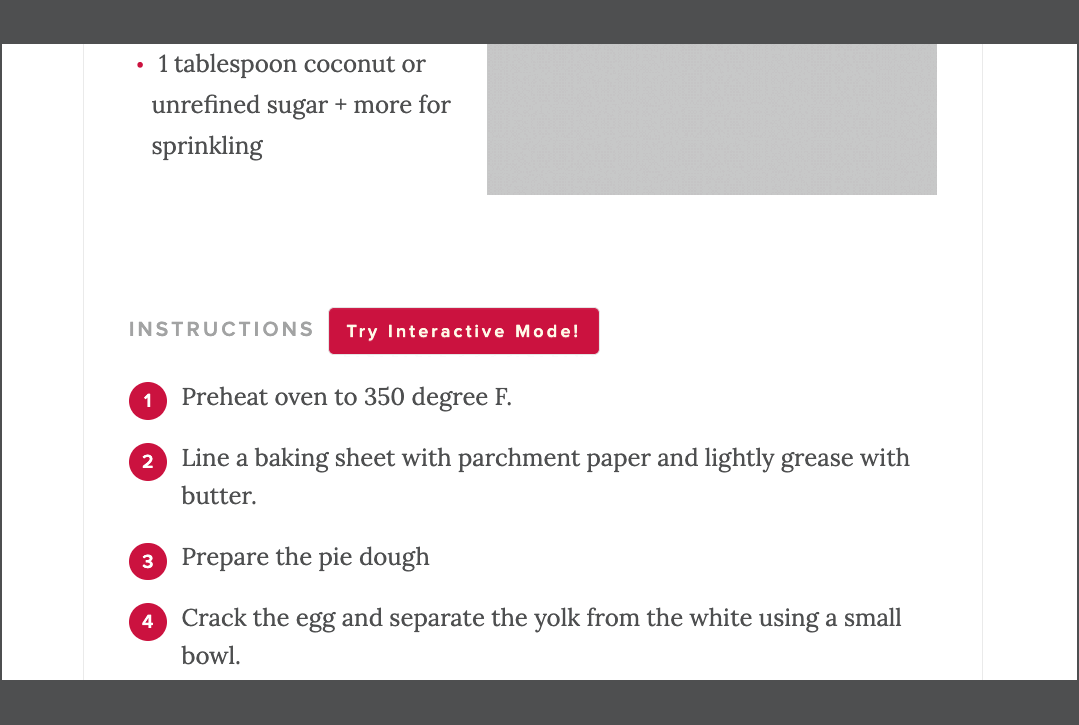 • 1 tablespoon coconut or
unrefined sugar + more for
sprinkling
INSTRUCTIONS Try Interactive Mode!
1 Preheat oven to 350 degree F.
2 Line a baking sheet with parchment paper and lightly grease with
butter.
3 Prepare the pie dough
4 Crack the egg and separate the yolk from the white using a small
bowl.